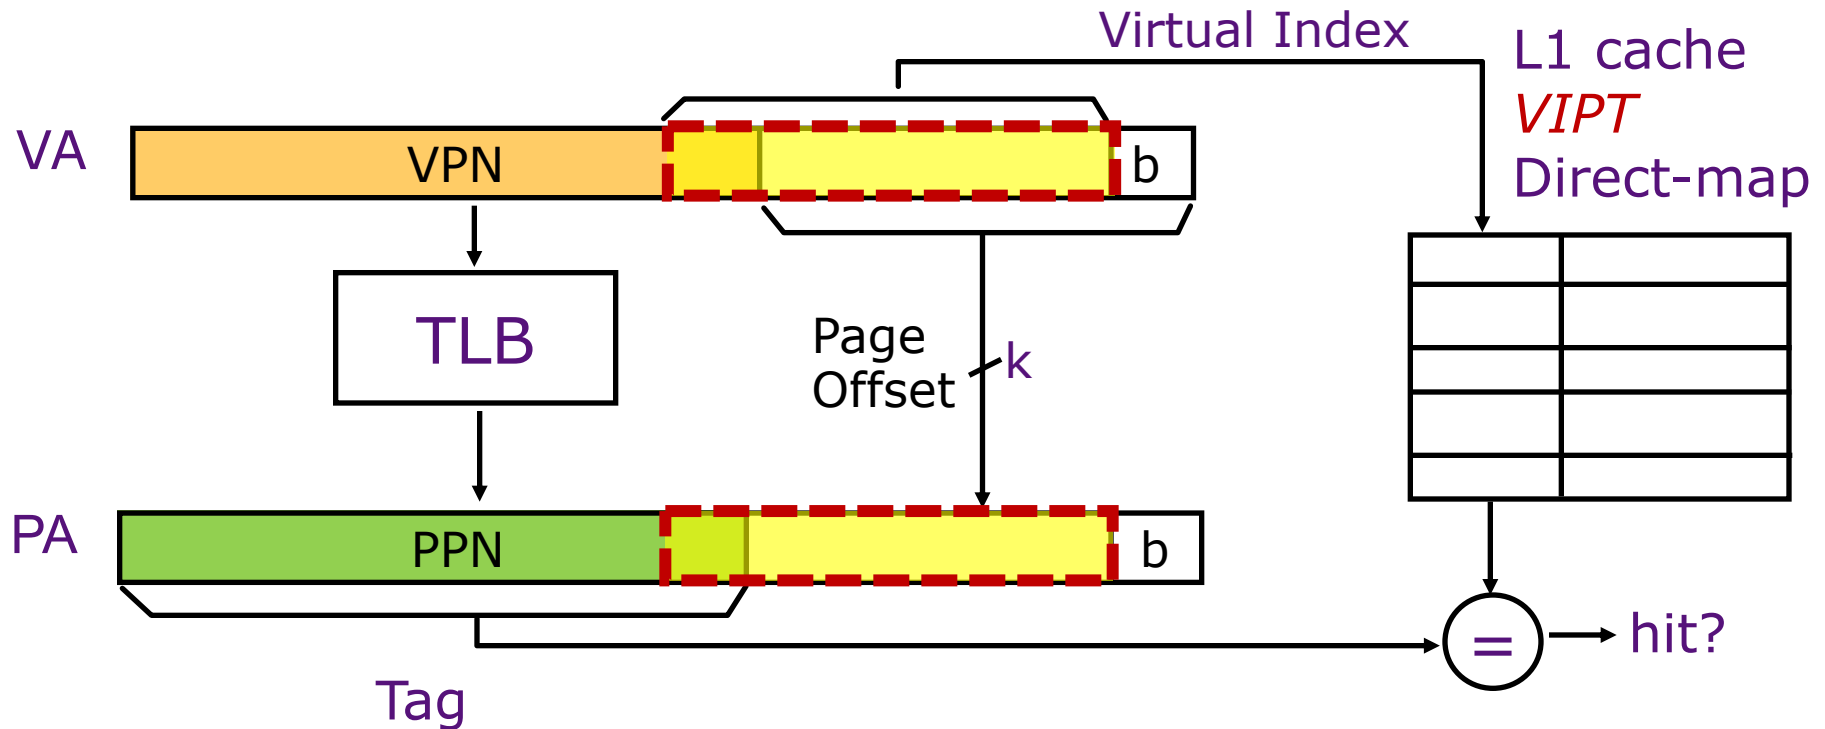 Virtual Index
L1 cache
VIPT
Direct-map
VA
VPN
b
TLB
Page
Offset
k
PA
PPN
b
=
hit?
Tag